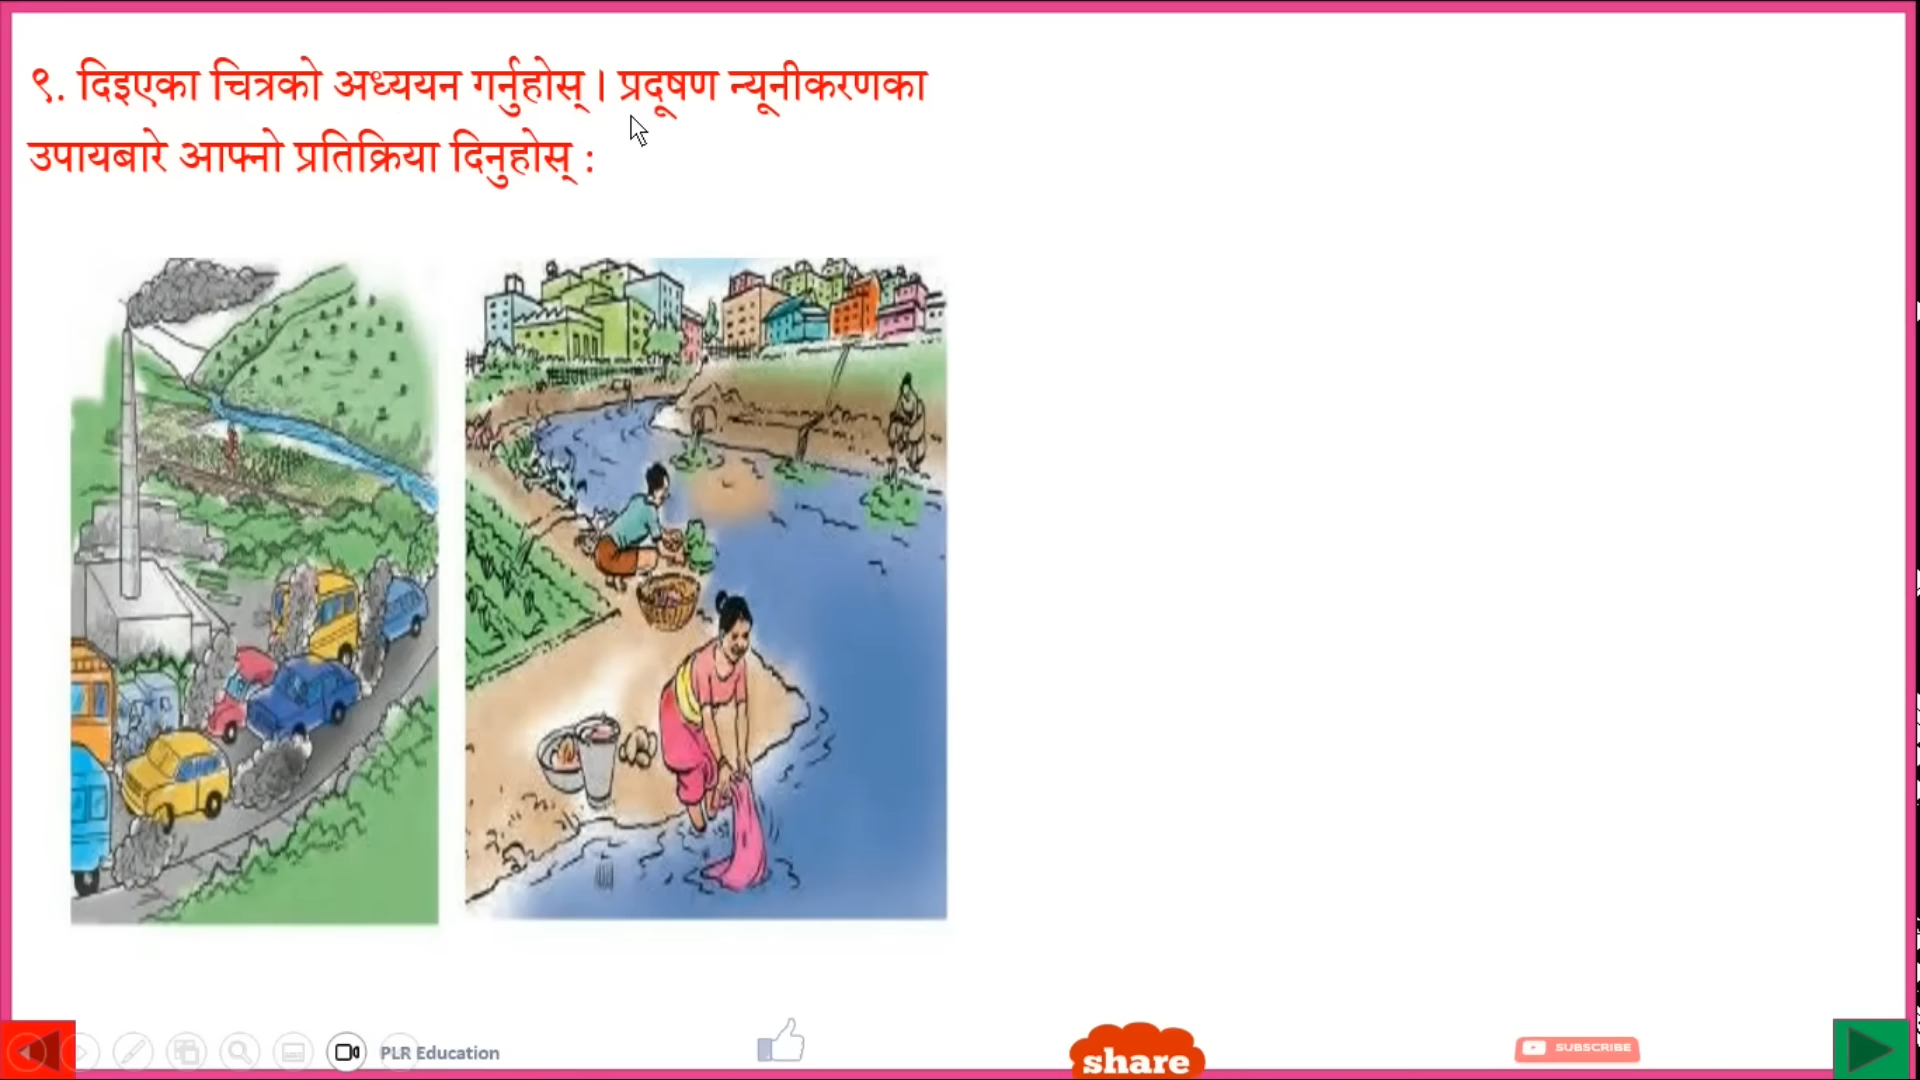 ९. दिइएका चित्रको अध्ययन गर्नुहोस् । प्रदूषण न्यूनीकरणका
उपायबारे आफ्नो प्रतिक्रिया दिनुहोस् :
PLR Education
share
SUBSCRIBE